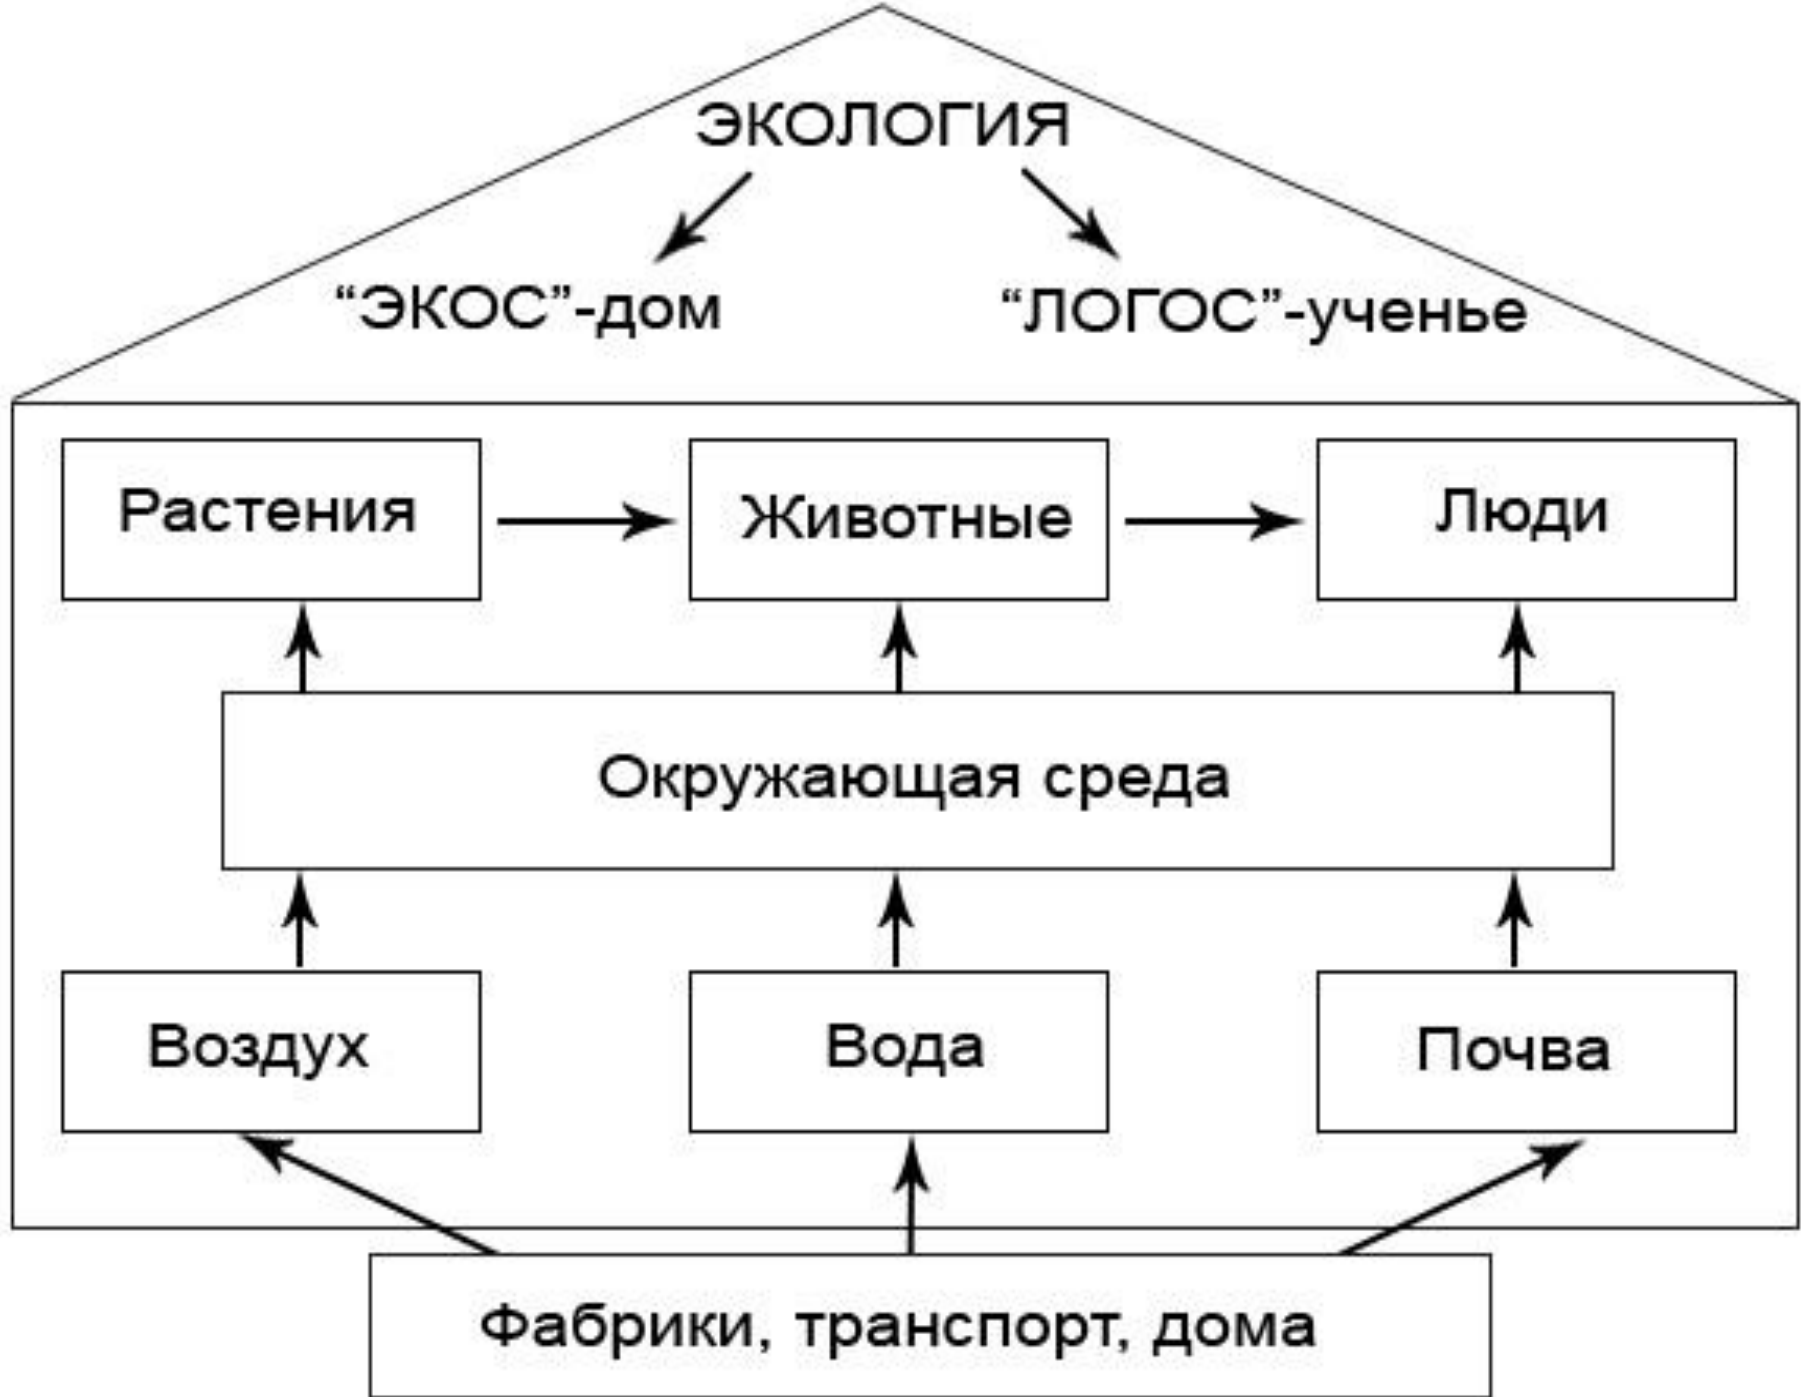 ЭКОЛОГИЯ
“ЭКОС”-дом
“ЛОГОС”-ученье
Растения
Животные
Люди
Окружающая среда
Воздух
Вода
Почва
Фабрики, транспорт, дома